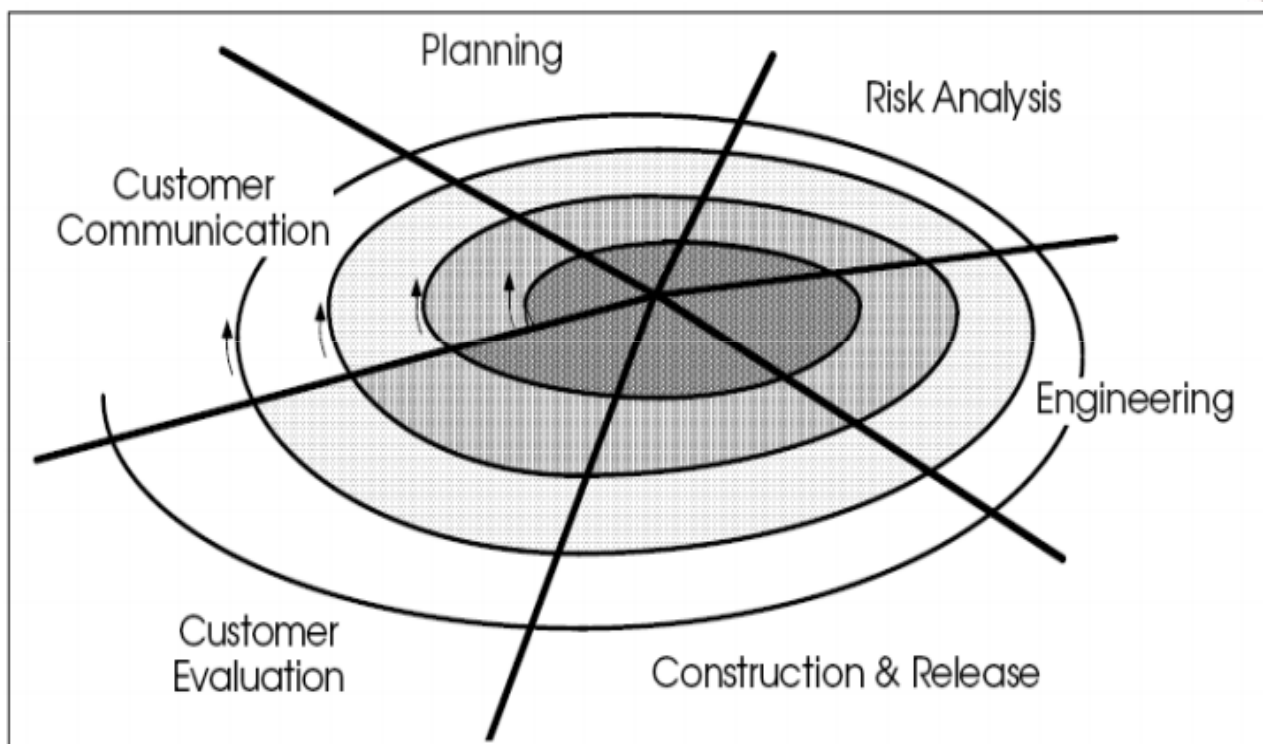 Planning
Risk Analysis
Customer
Communication
Engineering
Customer
Evaluation
Construction & Release